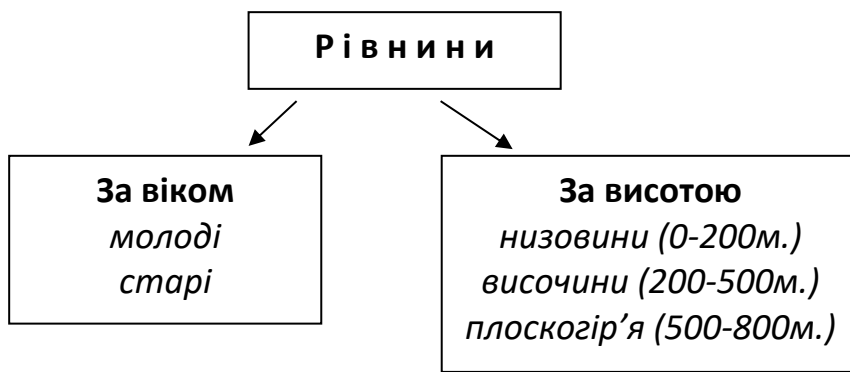 Р і в н и н и
За віком
молоді
старі
За висотою
низовини (0-200м.)
височини (200-500м.)
плоскогір’я (500-800м.)